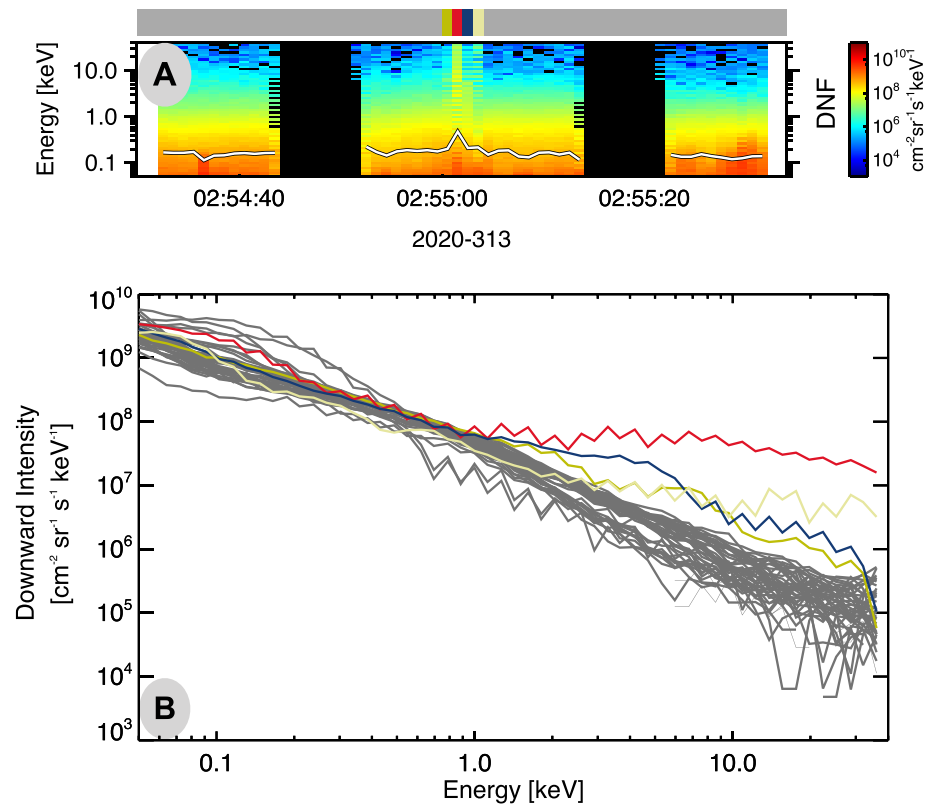 A
Energy [keV]
10.0
1.0
0.1
02:54:40
02:55:00
02:55:20
2020-313
DNF
10¹⁰
10⁸
10⁶
10⁴
cm⁻²sr⁻¹s⁻¹keV⁻¹
10¹⁰
10⁹
10⁸
10⁷
10⁶
10⁵
10⁴
10³
Downward Intensity
[cm⁻² sr⁻¹ s⁻¹ keV⁻¹]
B
0.1
1.0
10.0
Energy [keV]